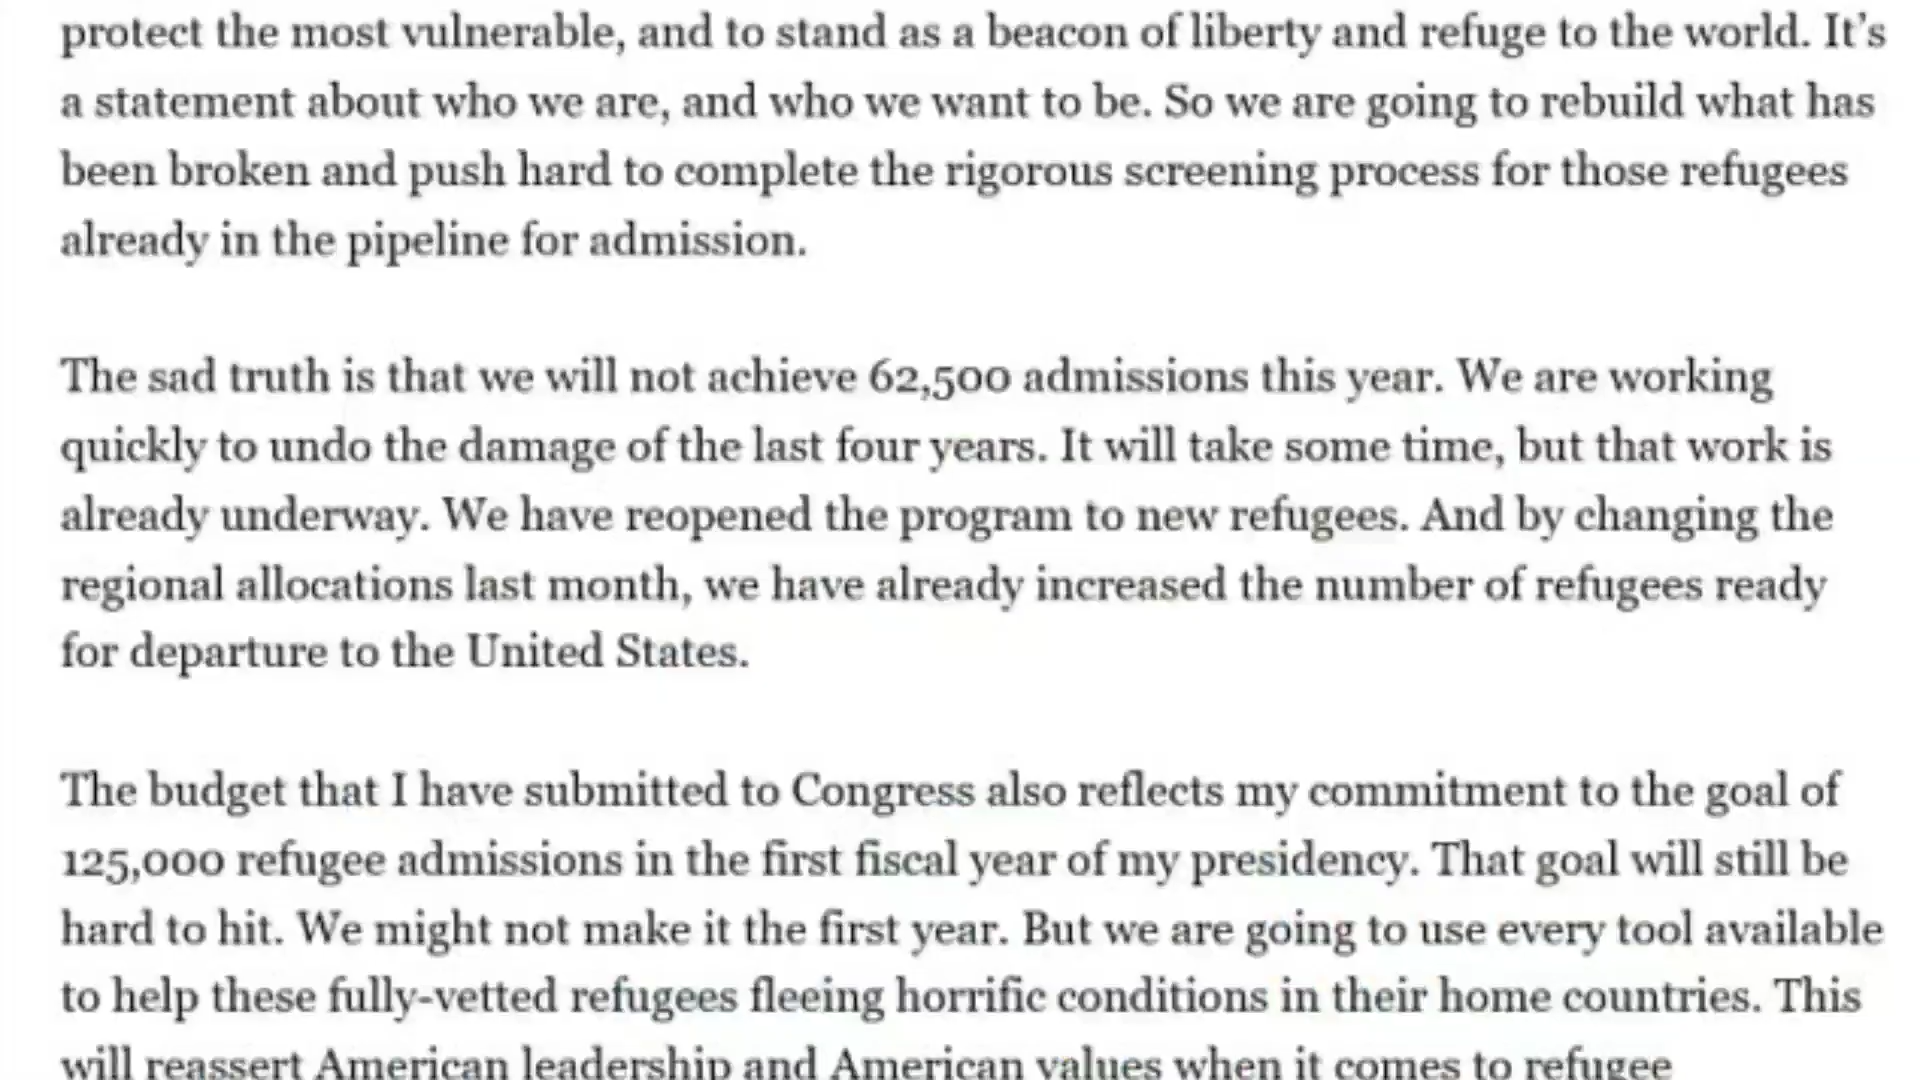 protect the most vulnerable, and to stand as a beacon of liberty and refuge to the world. It’s
a statement about who we are, and who we want to be. So we are going to rebuild what has
been broken and push hard to complete the rigorous screening process for those refugees
already in the pipeline for admission.
The sad truth is that we will not achieve 62,500 admissions this year. We are working
quickly to undo the damage of the last four years. It will take some time, but that work is
already underway. We have reopened the program to new refugees. And by changing the
regional allocations last month, we have already increased the number of refugees ready
for departure to the United States.
The budget that I have submitted to Congress also reflects my commitment to the goal of
125,000 refugee admissions in the first fiscal year of my presidency. That goal will still be
hard to hit. We might not make it the first year. But we are going to use every tool available
to help these fully-vetted refugees fleeing horrific conditions in their home countries. This
will reassert American leadership and American values when it comes to refugee